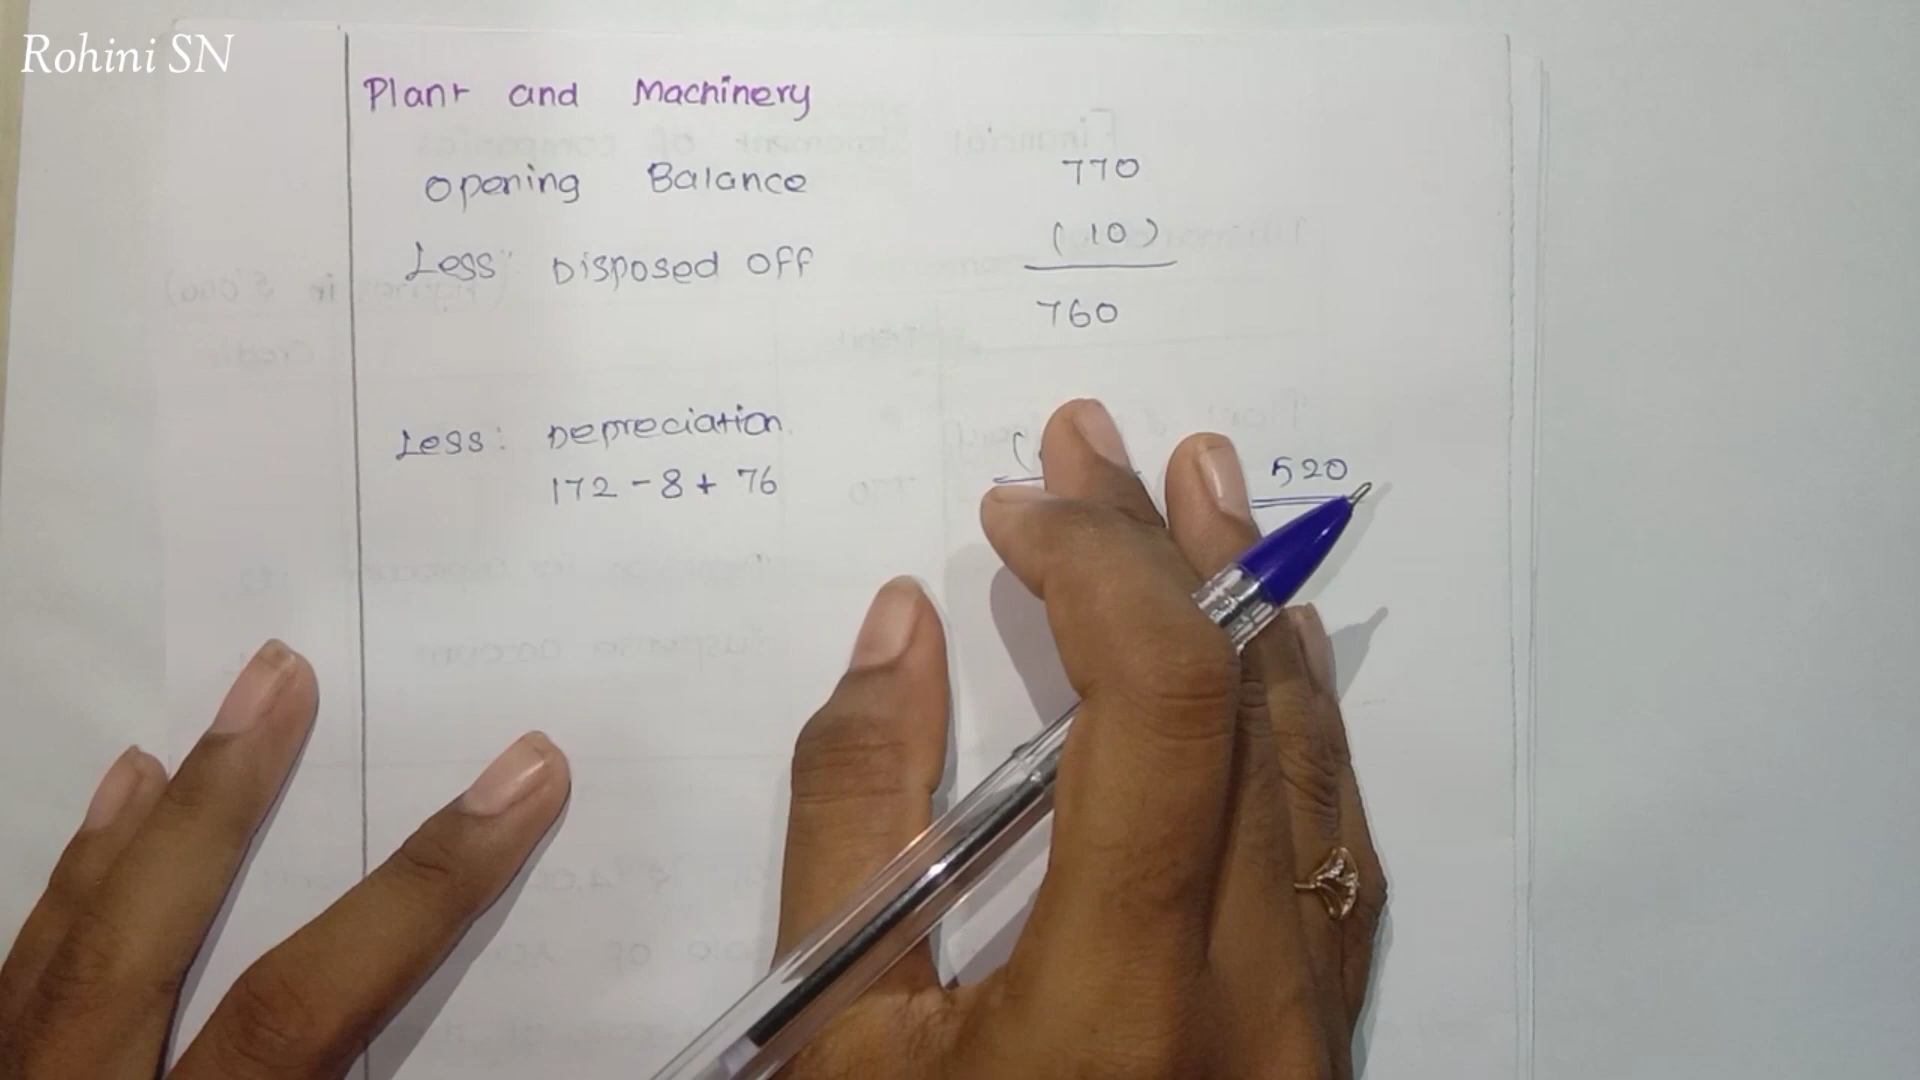 Rohini SN
Plant and Machinery
Opening Balance 770
Less: Disposed off (10)
760
Less: Depreciation.
172 - 8 + 76 ( 520